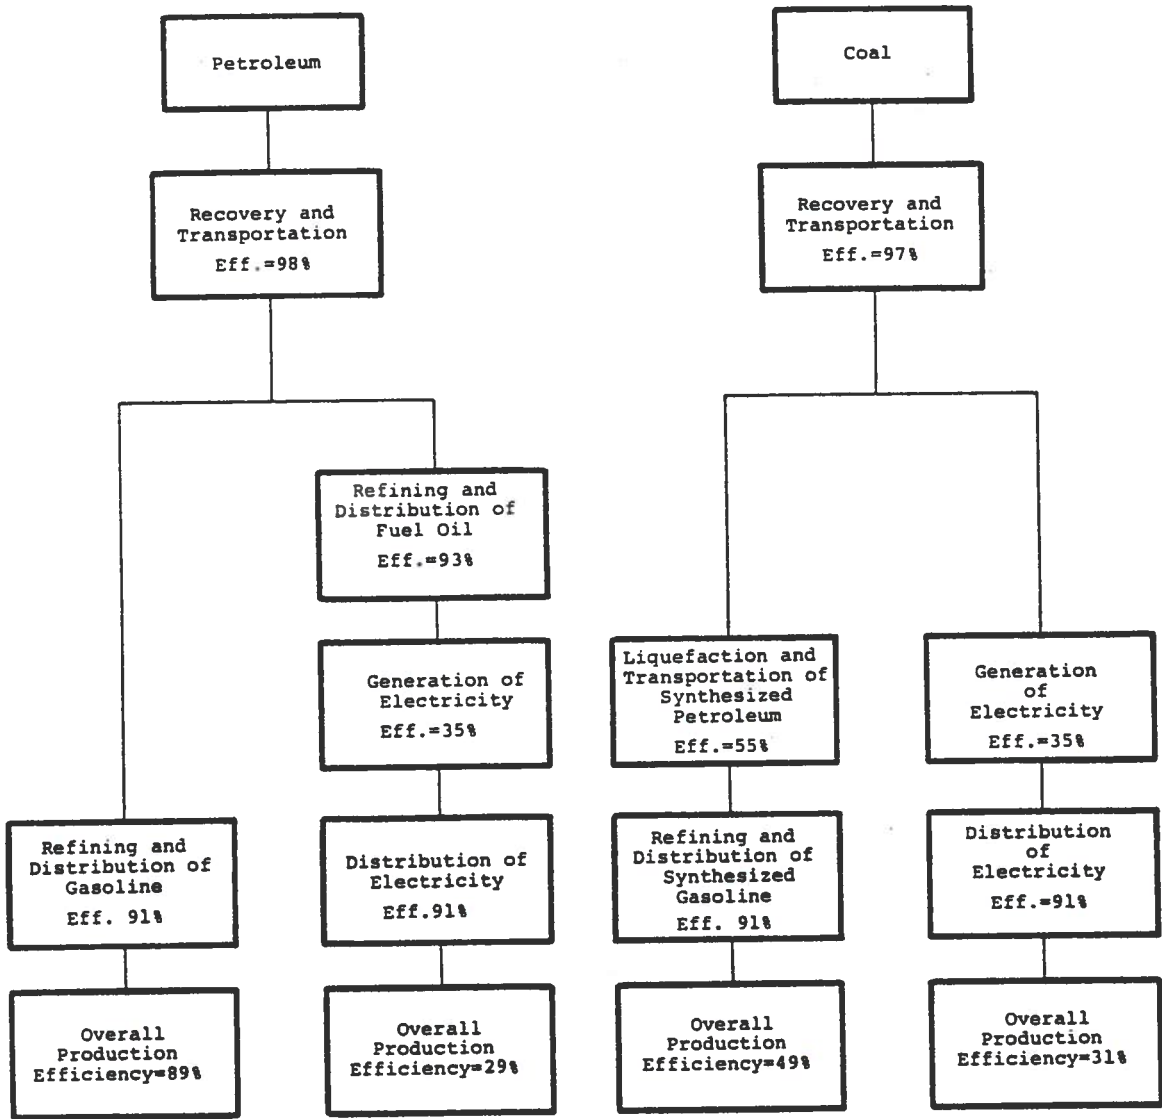 Petroleum
Recovery and
Transportation
Eff.=98%
Refining and
Distribution of
Gasoline
Eff. 91%
Overall
Production
Efficiency=89%
Refining and
Distribution of
Fuel Oil
Eff.=93%
Generation of
Electricity
Eff.=35%
Distribution of
Electricity
Eff.91%
Overall
Production
Efficiency=29%
Coal
Recovery and
Transportation
Eff.=97%
Liquefaction and
Transportation of
Synthesized
Petroleum
Eff.=55%
Refining and
Distribution of
Synthesized
Gasoline
Eff. 91%
Overall
Production
Efficiency=49%
Generation
of
Electricity
Eff.=35%
Distribution
of
Electricity
Eff.=91%
Overall
Production
Efficiency=31%